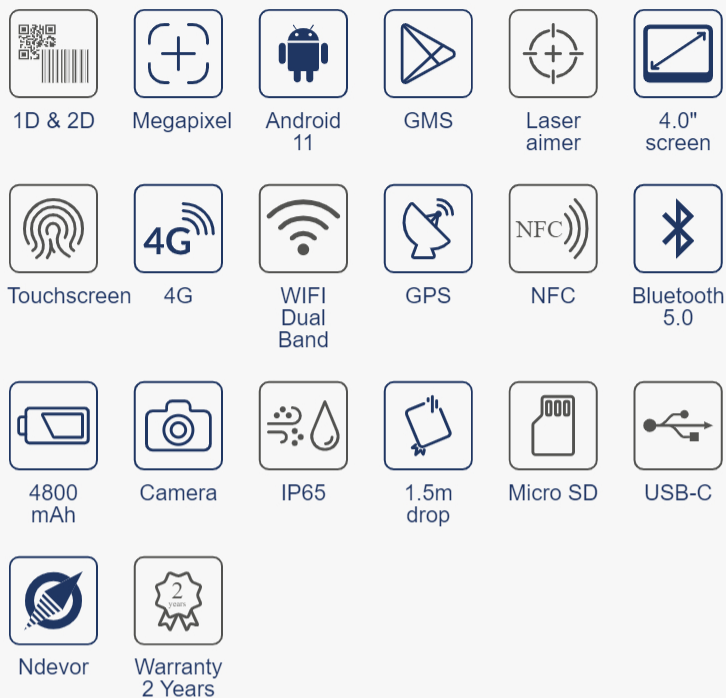 1D & 2D
Megapixel
Android
11
GMS
Laser
aimer
4.0"
screen
Touchscreen
4G
4G
WIFI
Dual
Band
GPS
NFC
NFC
Bluetooth
5.0
4800
mAh
Camera
IP65
1.5m
drop
Micro SD
USB-C
Ndevor
2
years
Warranty
2 Years